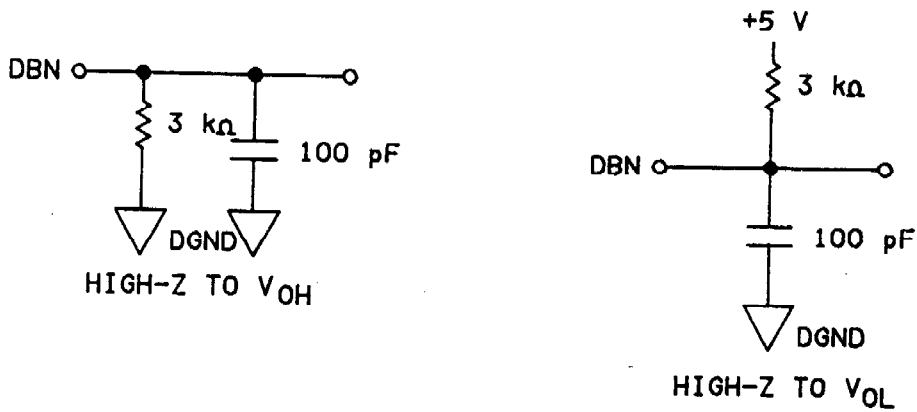 DBN
3 kΩ
100 pF
DGND
HIGH-Z TO VOH
+5 V
3 kΩ
DBN
100 pF
DGND
HIGH-Z TO VOL